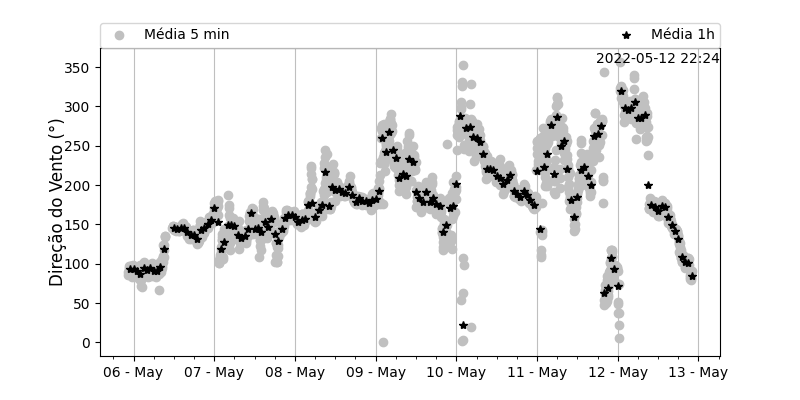 Média 5 min
Média 1h
2022-05-12 22:24
Direção do Vento (°)
350
300
250
200
150
100
50
0
06 - May
07 - May
08 - May
09 - May
10 - May
11 - May
12 - May
13 - May